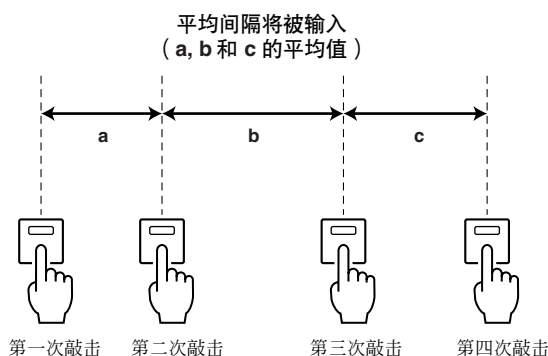 平均间隔将被输入
（a, b 和 c 的平均值）
a
b
c
第一次敲击
第二次敲击
第三次敲击
第四次敲击